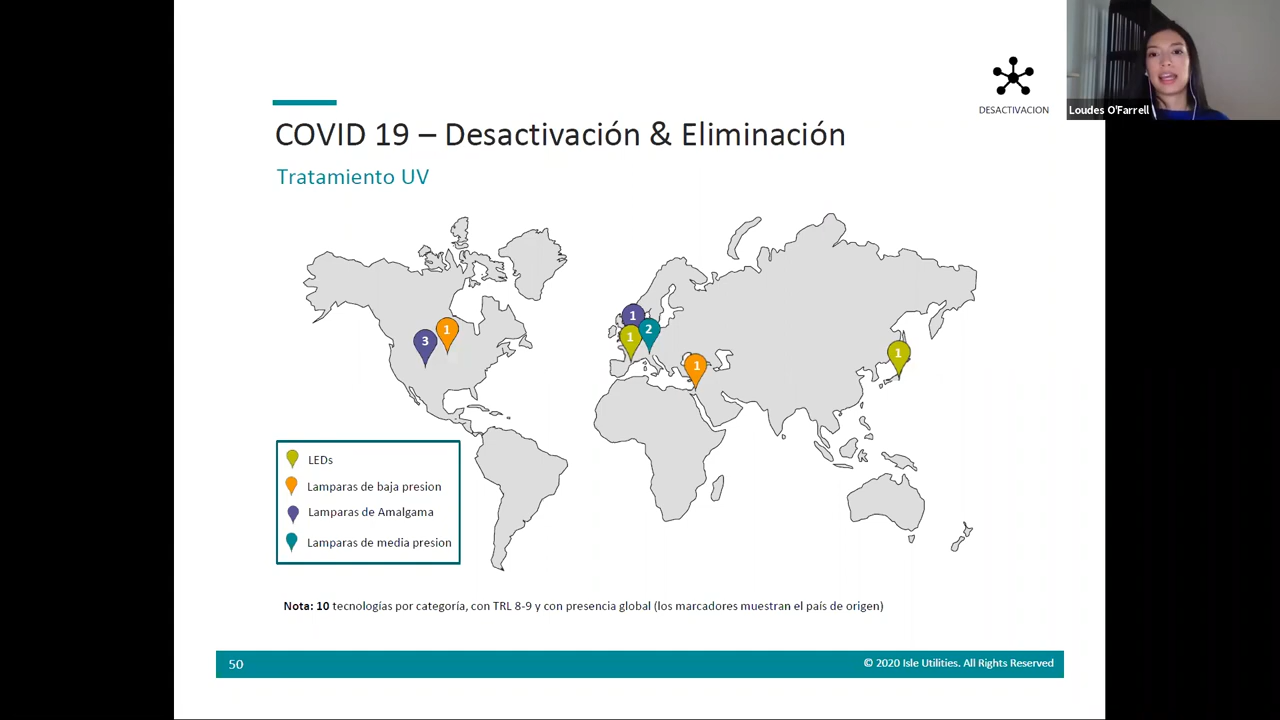 DESACTIVACION
Loudes O'Farrell
COVID 19 – Desactivación & Eliminación
Tratamiento UV
1
1
3
1
2
1
1
LEDs
Lamparas de baja presion
Lamparas de Amalgama
Lamparas de media presion
Nota: 10 tecnologías por categoría, con TRL 8-9 y con presencia global (los marcadores muestran el país de origen)
50
© 2020 Isle Utilities. All Rights Reserved